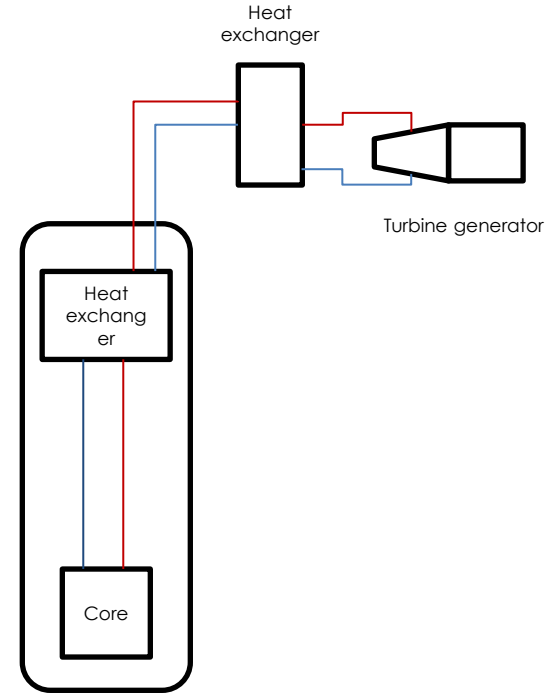 Heat
exchanger
Turbine generator
Heat
exchang
er
Core